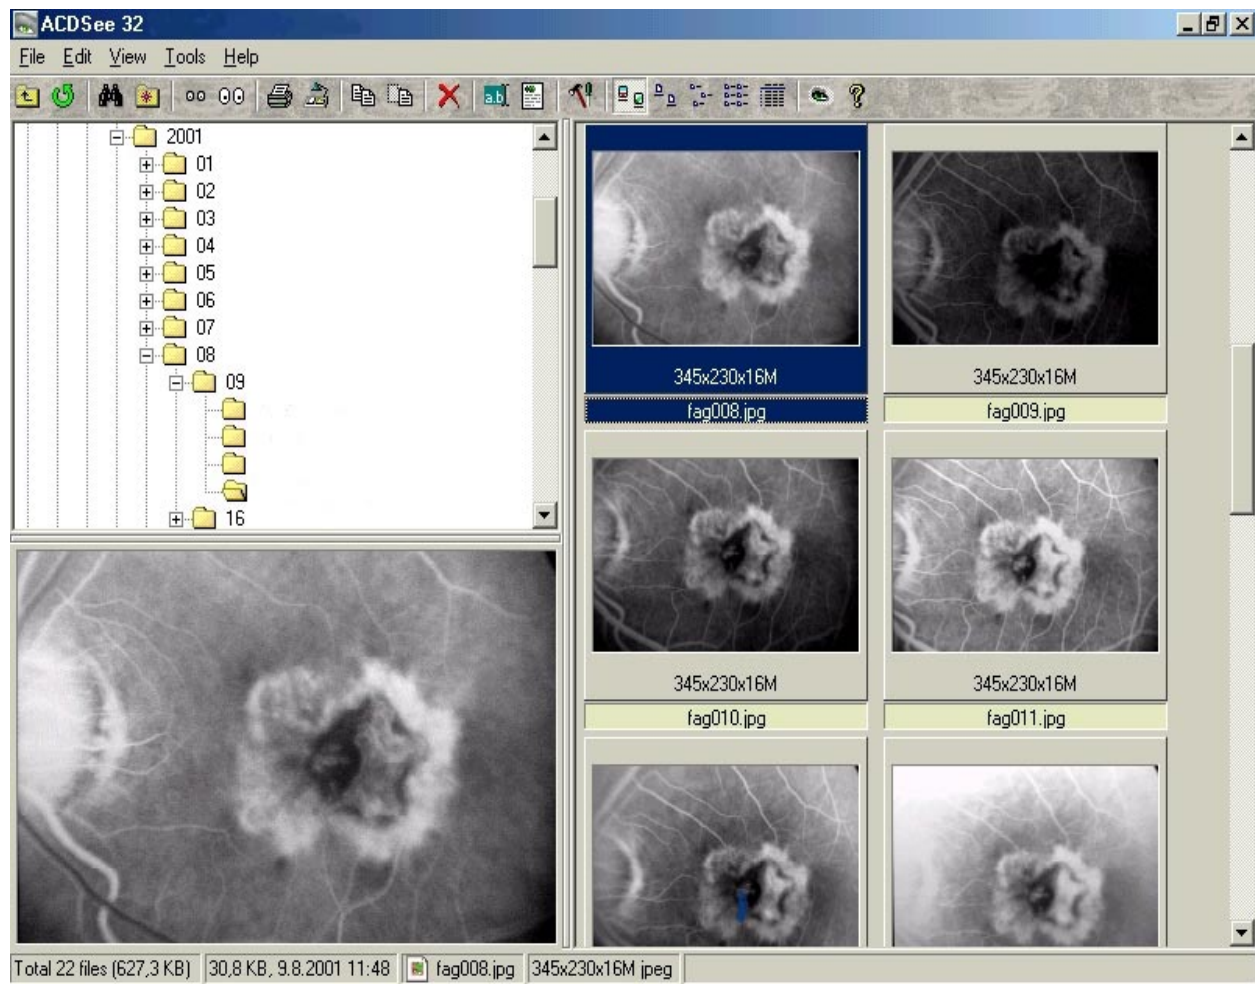 ACDSee 32
File Edit View Tools Help
2001
01
02
03
04
05
06
07
08
09
16
345x230x16M
fag008.jpg
345x230x16M
fag009.jpg
345x230x16M
fag010.jpg
345x230x16M
fag011.jpg
Total 22 files (627,3 KB) 30,8 KB, 9.8.2001 11:48 fag008.jpg 345x230x16M jpeg